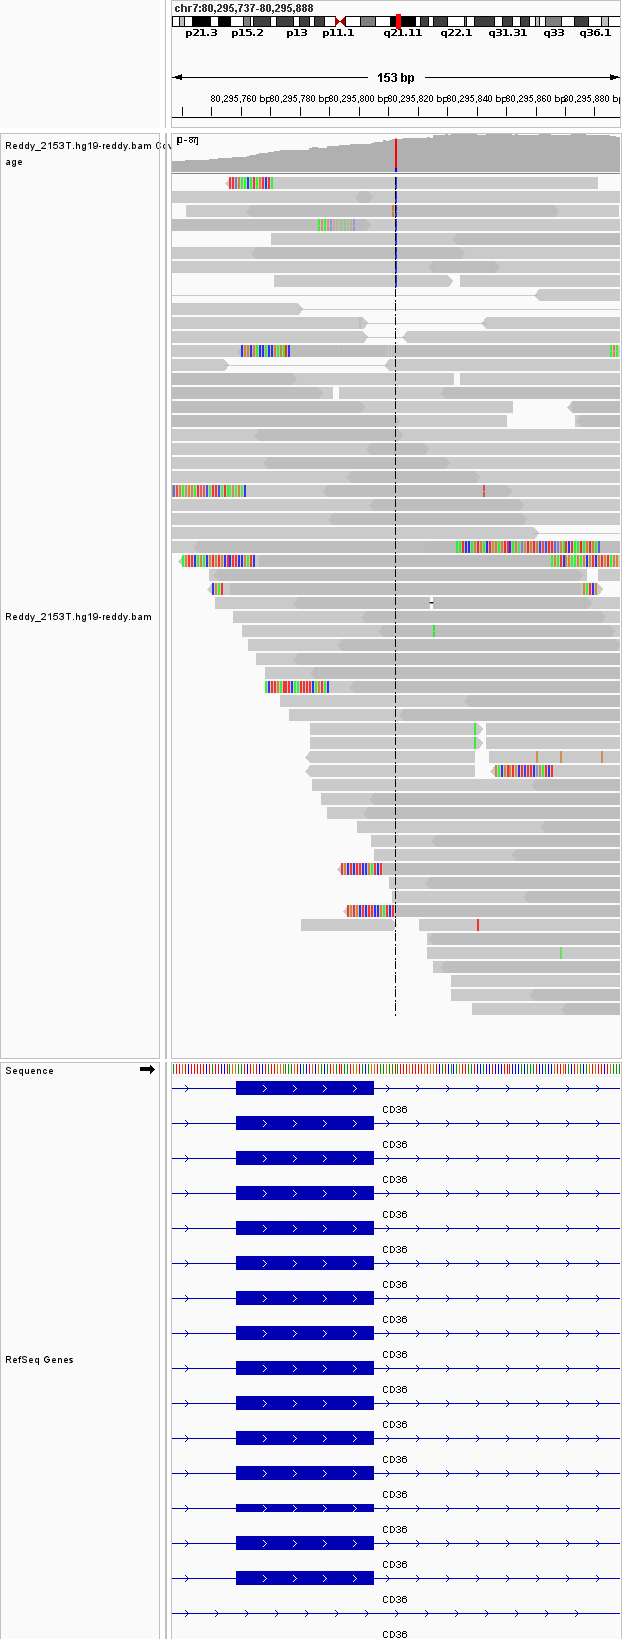 chr7:80,295,737-80,295,888
p21.3 p15.2 p13 p11.1 q21.11 q22.1 q31.31 q33 q36.1
153 bp
80,295,760 bp 80,295,780 bp 80,295,800 bp 80,295,820 bp 80,295,840 bp 80,295,860 bp 80,295,880 bp
Reddy_2153T.hg19-reddy.bam Cov
age
[0 - 87]
Reddy_2153T.hg19-reddy.bam
Sequence
CD36
CD36
CD36
CD36
CD36
CD36
CD36
CD36
RefSeq Genes
CD36
CD36
CD36
CD36
CD36
CD36
CD36
CD36